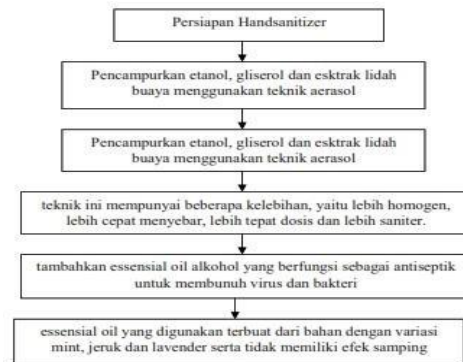 Persiapan Handsanitizer
Pencampurkan etanol, gliserol dan esktrak lidah
buaya menggunakan teknik aerasol
Pencampurkan etanol, gliserol dan esktrak lidah
buaya menggunakan teknik aerasol
teknik ini mempunyai beberapa kelebihan, yaitu lebih homogen,
lebih cepat menyebar, lebih tepat dosis dan lebih saniter.
tambahkan essensial oil alkohol yang berfungsi sebagai antiseptik
untuk membunuh virus dan bakteri
essensial oil yang digunakan terbuat dari bahan dengan variasi
mint, jeruk dan lavender serta tidak memiliki efek samping